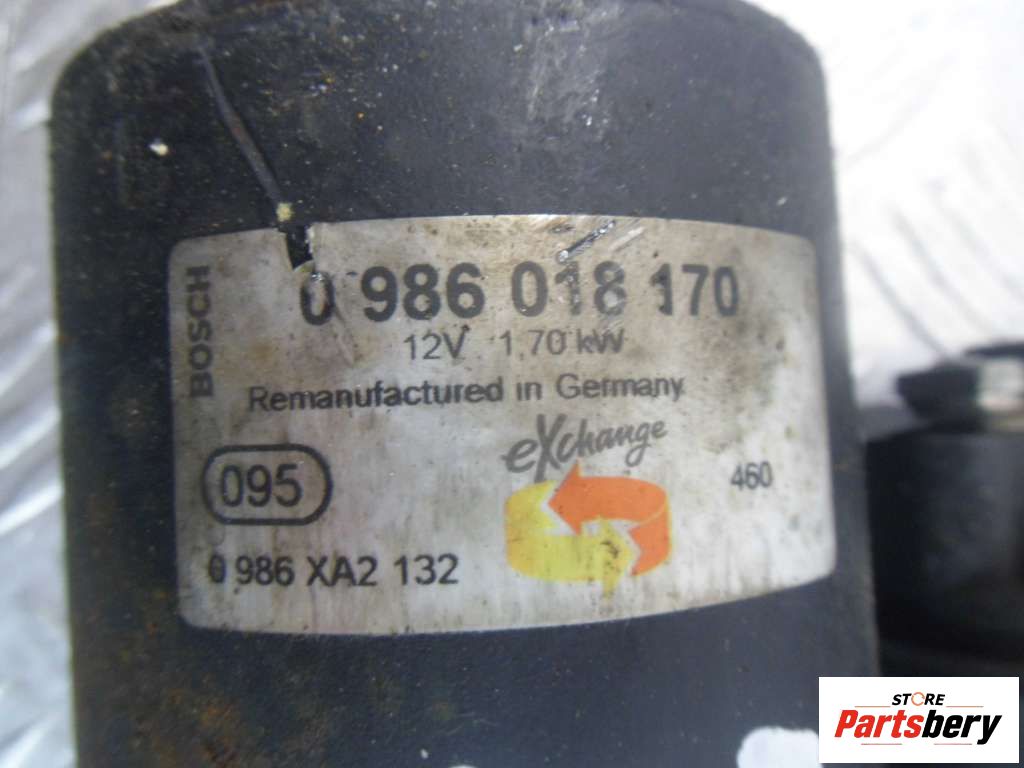 BOSCH
0 986 018 170
12V 1,70 kW
Remanufactured in Germany
eXchange
095
460
0 986 XA2 132
STORE
Partsbery